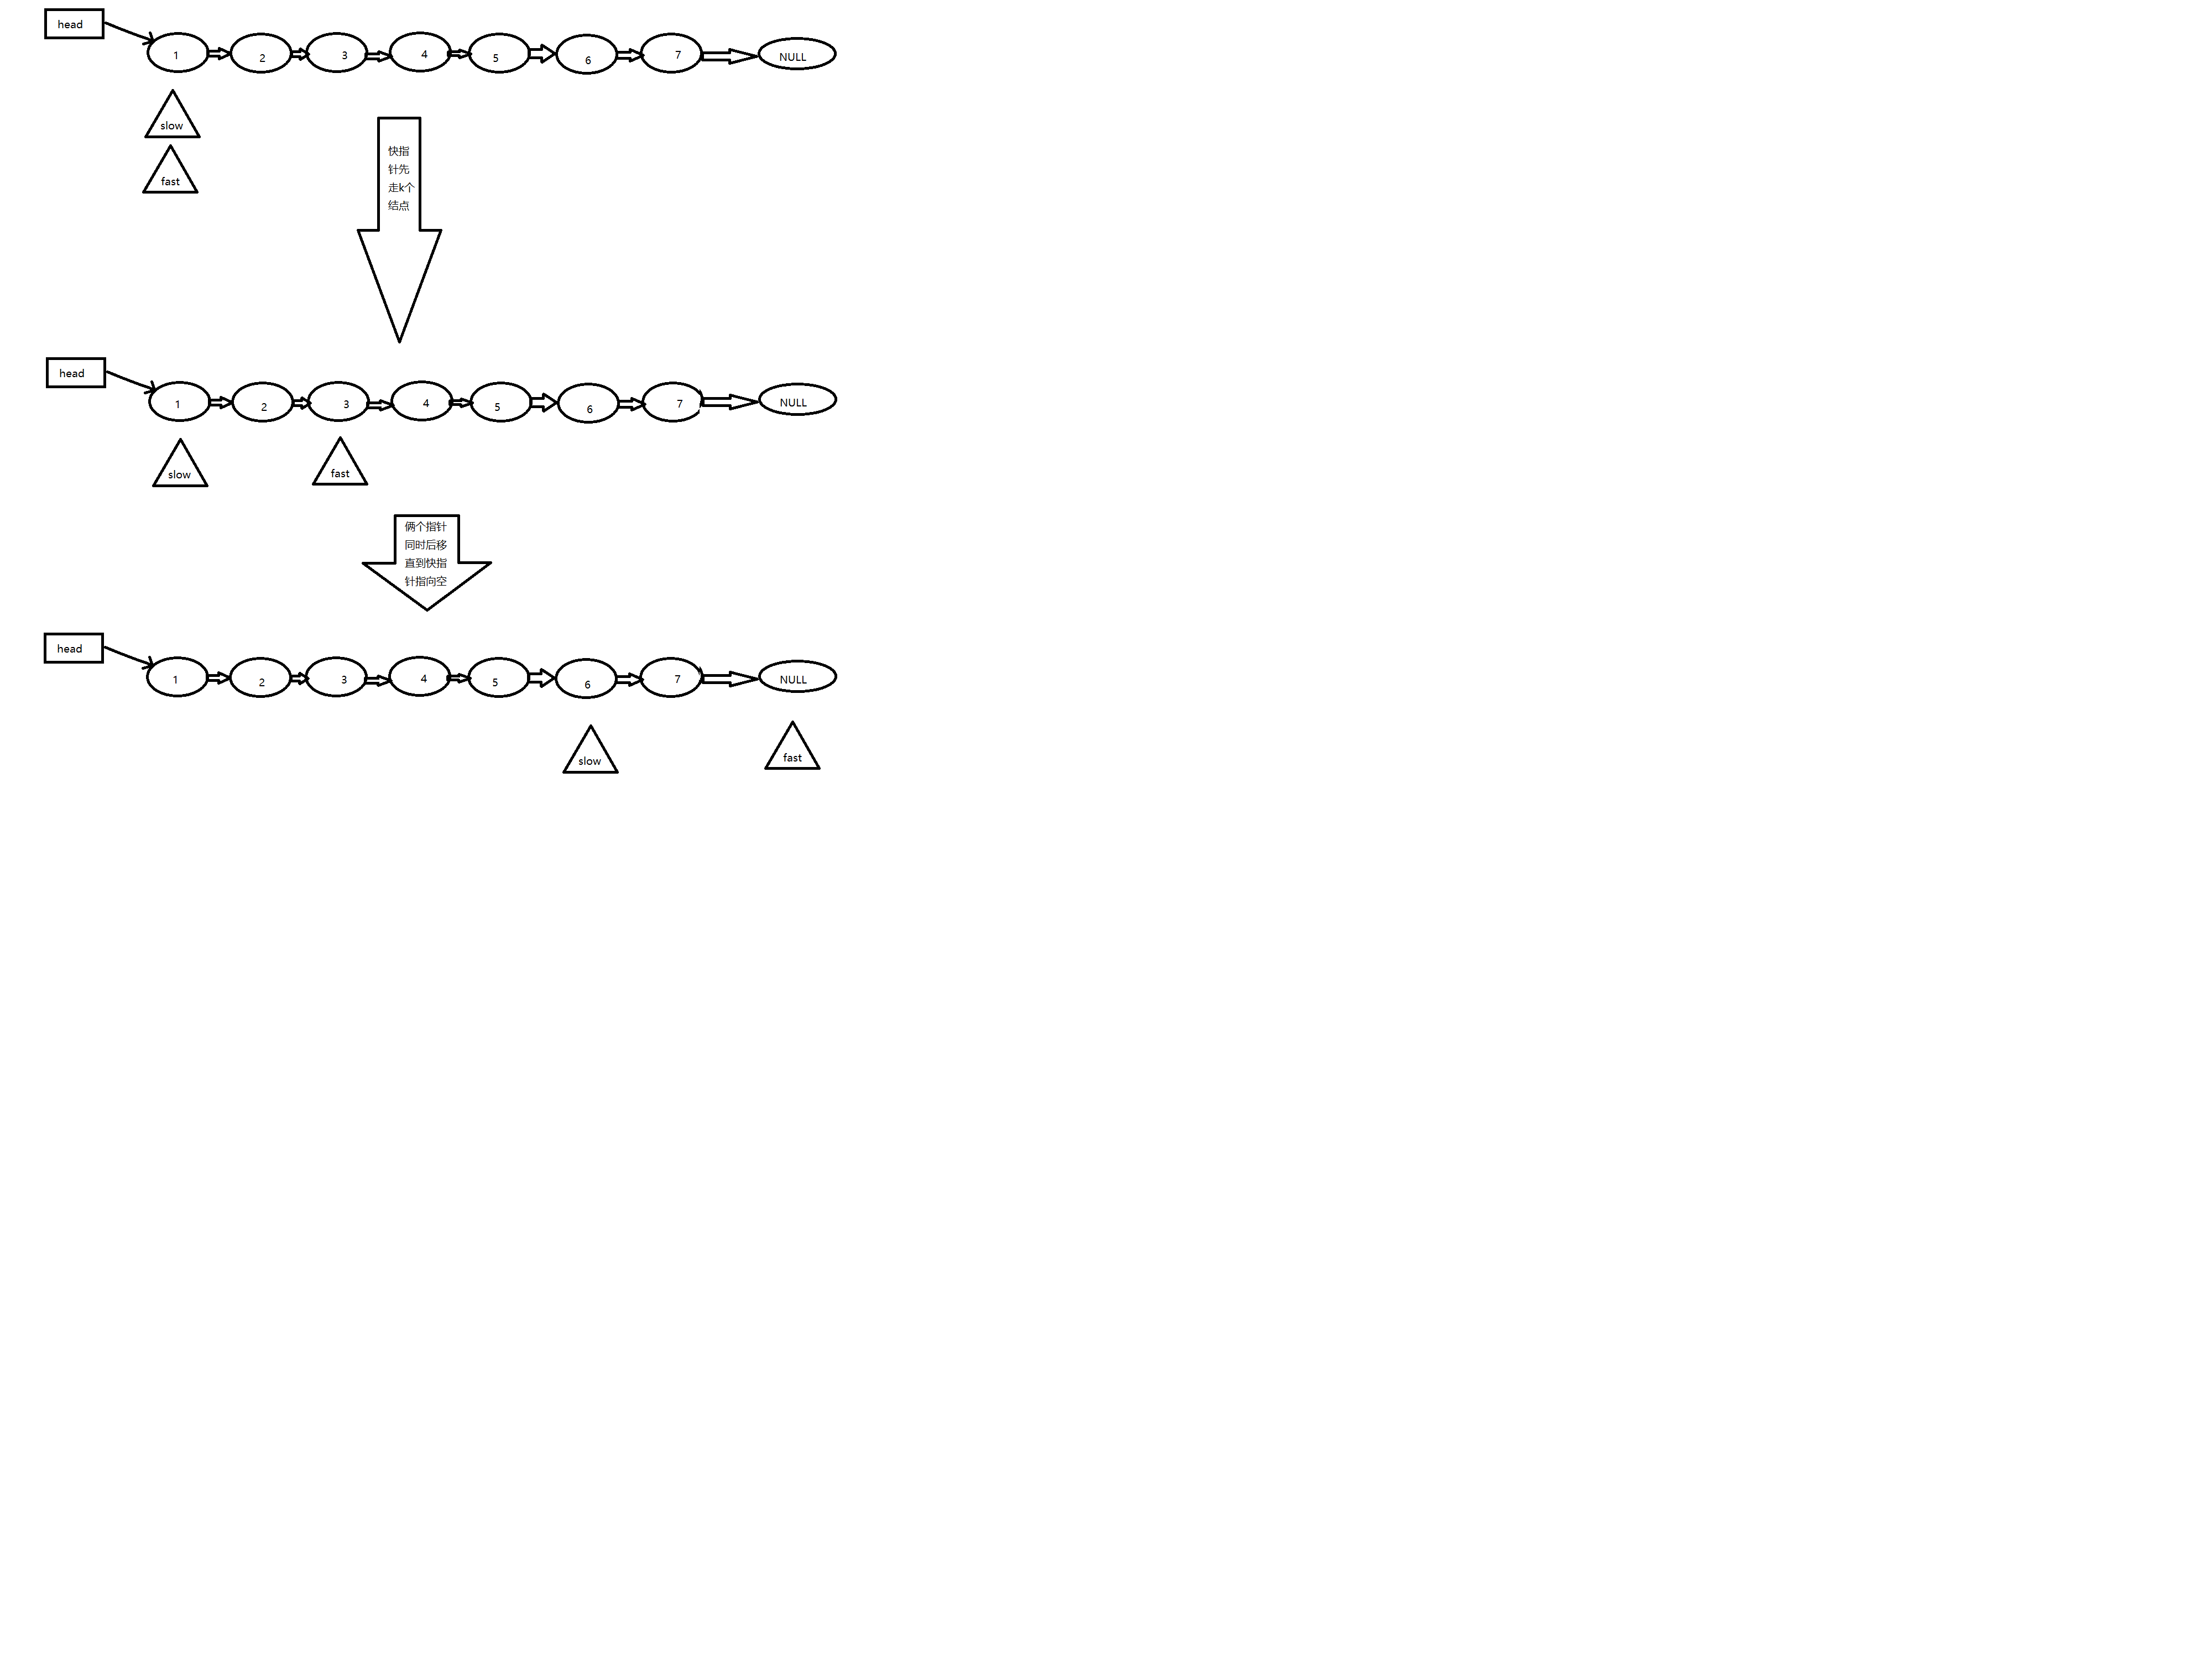 head
1 2 3 4 5 6 7 NULL
slow
fast
快指
针先
走k个
结点
head
1 2 3 4 5 6 7 NULL
slow fast
俩个指针
同时后移
直到快指
针指向空
head
1 2 3 4 5 6 7 NULL
slow fast